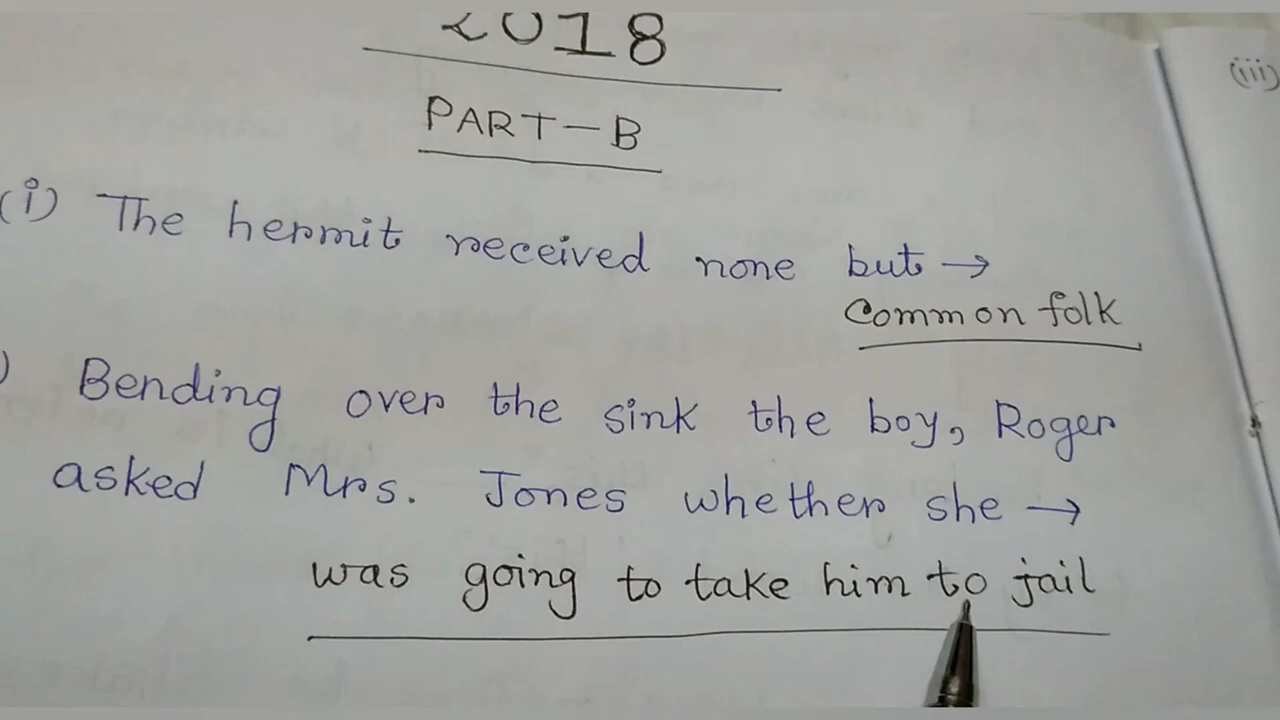 2018
PART-B
(iii)
(i) The hermit received none but →
Common folk
) Bending over the sink the boy, Roger
asked Mrs. Jones whether she →
was going to take him to jail